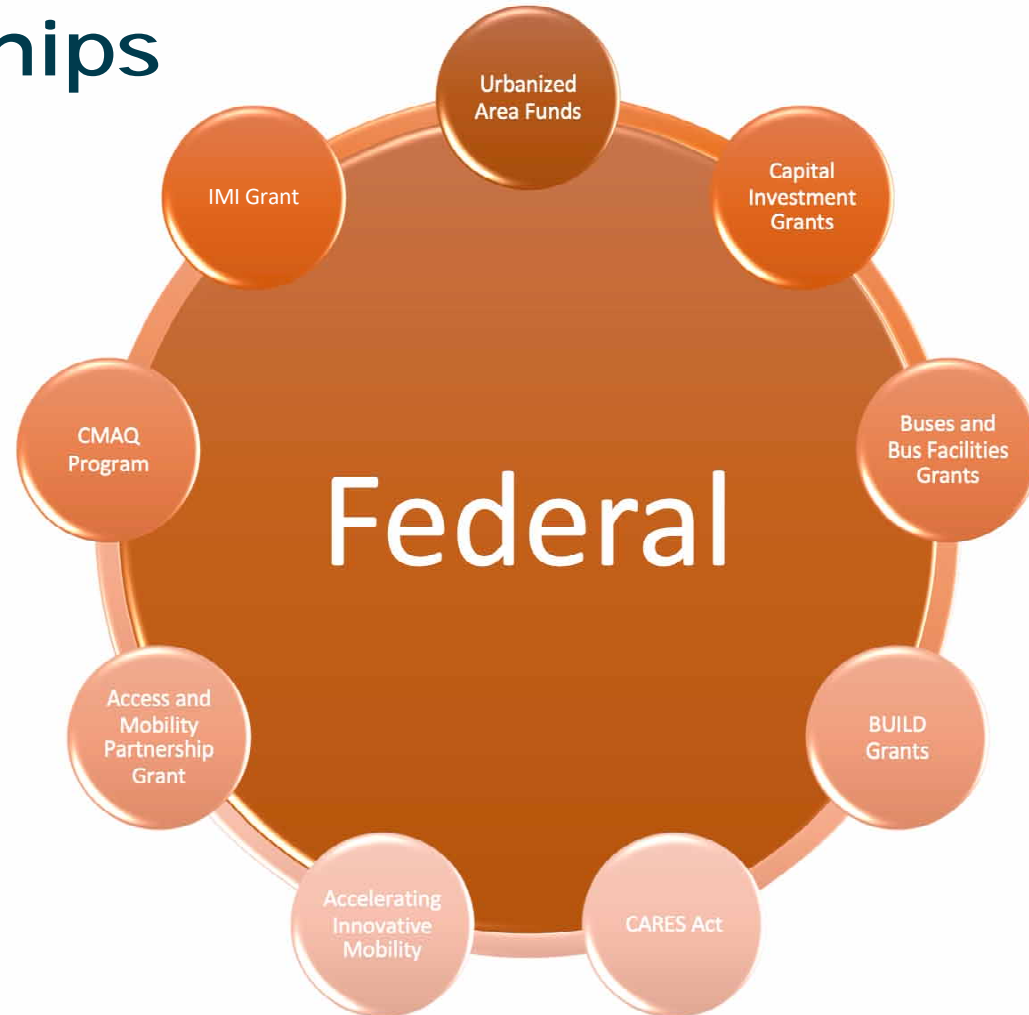 hips
Urbanized
Area Funds
Capital
Investment
Grants
Buses and
Bus Facilities
Grants
BUILD
Grants
CARES Act
Accelerating
Innovative
Mobility
Access and
Mobility
Partnership
Grant
CMAQ
Program
IMI Grant
Federal